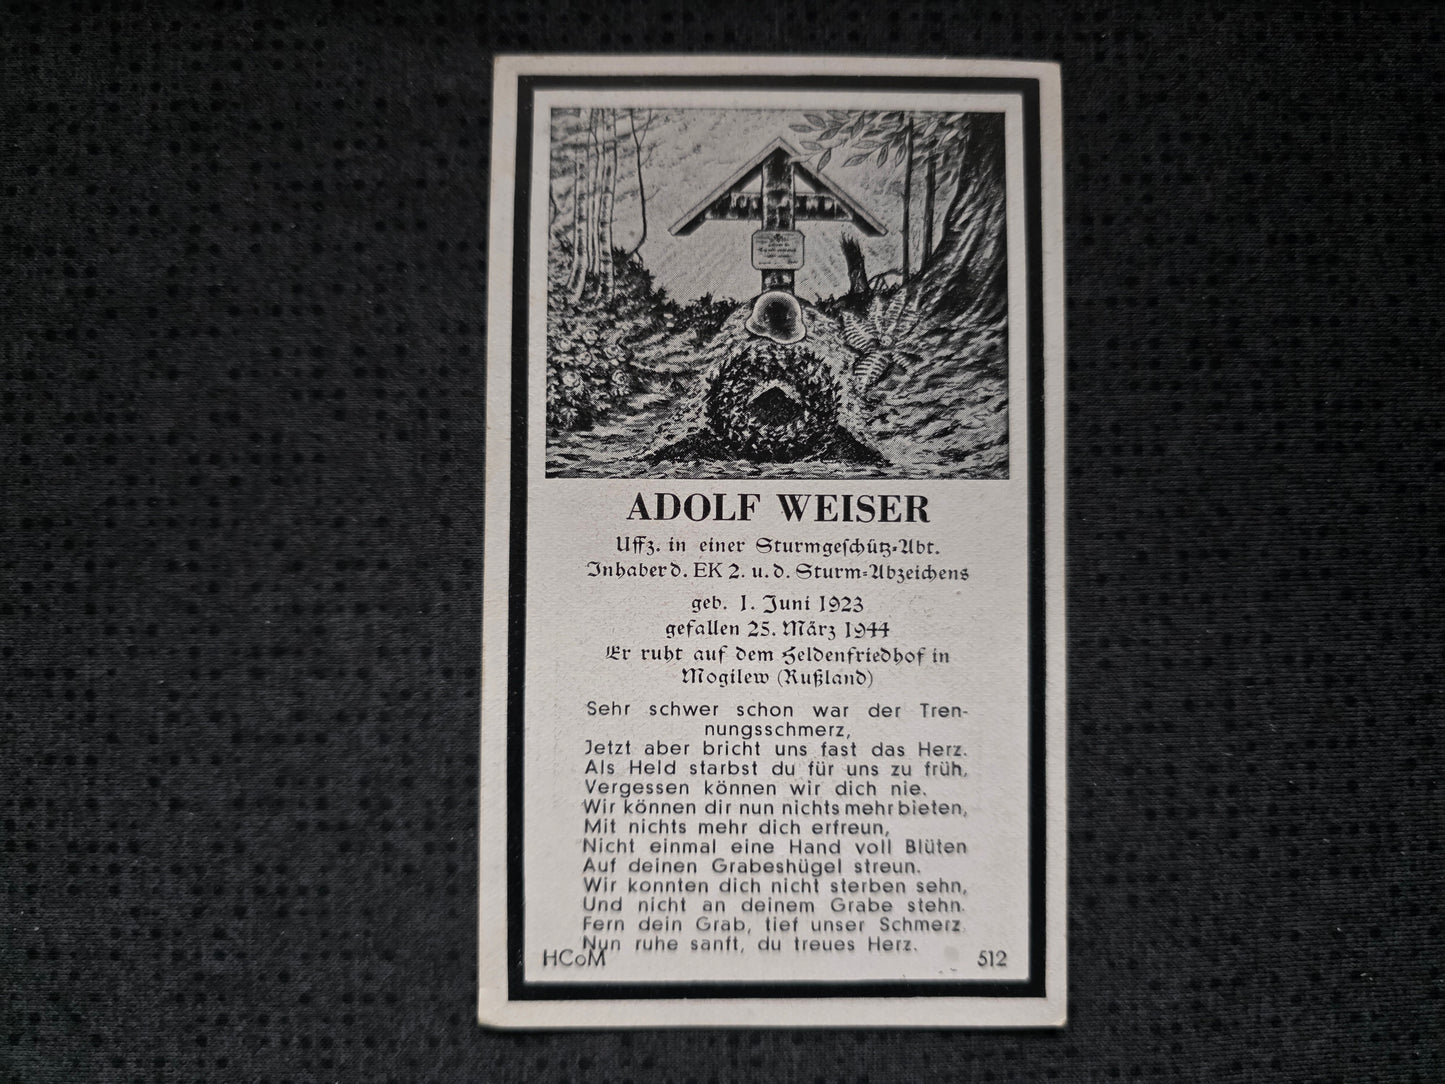 ADOLF WEISER
Uffz. in einer Sturmgeschütz-Abt.
Inhaber d. EK 2. u. d. Sturm-Abzeichens
geb. 1. Juni 1923
gefallen 25. März 1944
Er ruht auf dem Heldenfriedhof in
Mogilew (Rußland)
Sehr schwer schon war der Tren-
nungsschmerz,
Jetzt aber bricht uns fast das Herz.
Als Held starbst du für uns zu früh,
Vergessen können wir dich nie.
Wir können dir nun nichts mehr bieten,
Mit nichts mehr dich erfreun,
Nicht einmal eine Hand voll Blüten
Auf deinen Grabeshügel streun.
Wir konnten dich nicht sterben sehn,
Und nicht an deinem Grabe stehn.
Fern dein Grab, tief unser Schmerz.
Nun ruhe sanft, du treues Herz.
HCoM 512